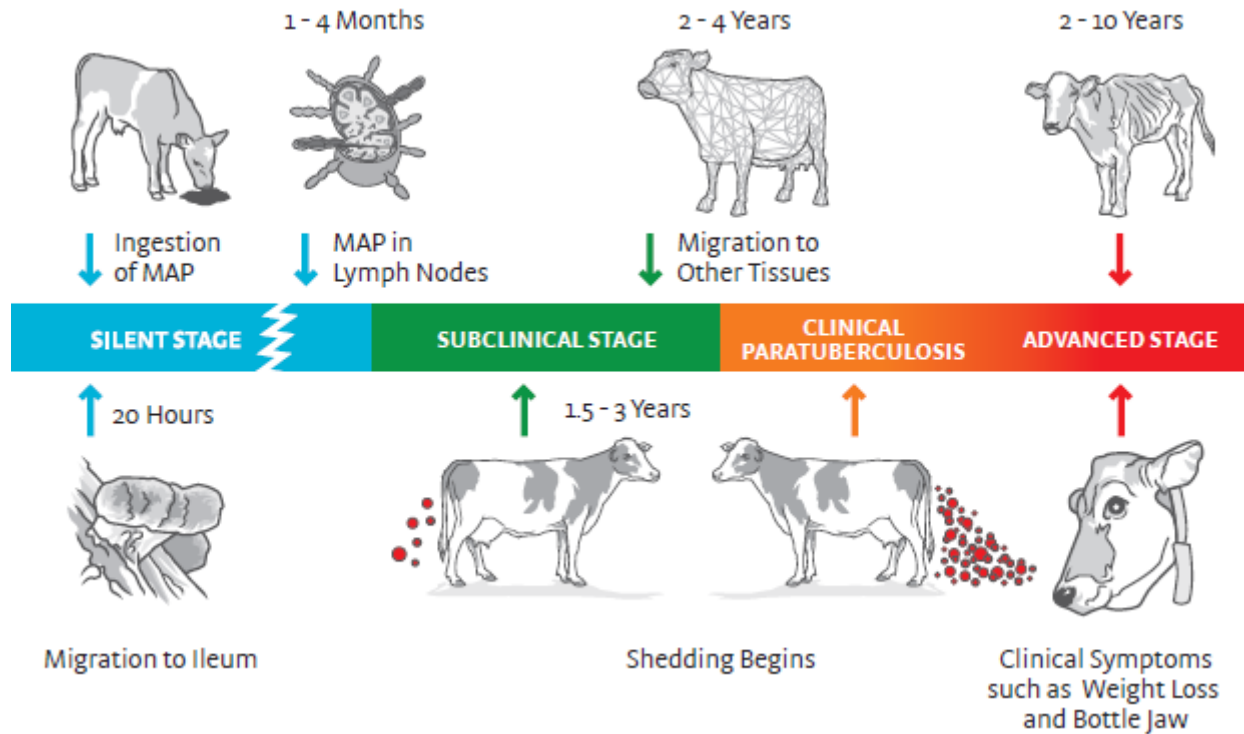 1 - 4 Months
2 - 4 Years
2 - 10 Years
Ingestion
of MAP
MAP in
Lymph Nodes
Migration to
Other Tissues
SILENT STAGE
SUBCLINICAL STAGE
CLINICAL
PARATUBERCULOSIS
ADVANCED STAGE
20 Hours
1.5 - 3 Years
Migration to Ileum
Shedding Begins
Clinical Symptoms
such as Weight Loss
and Bottle Jaw